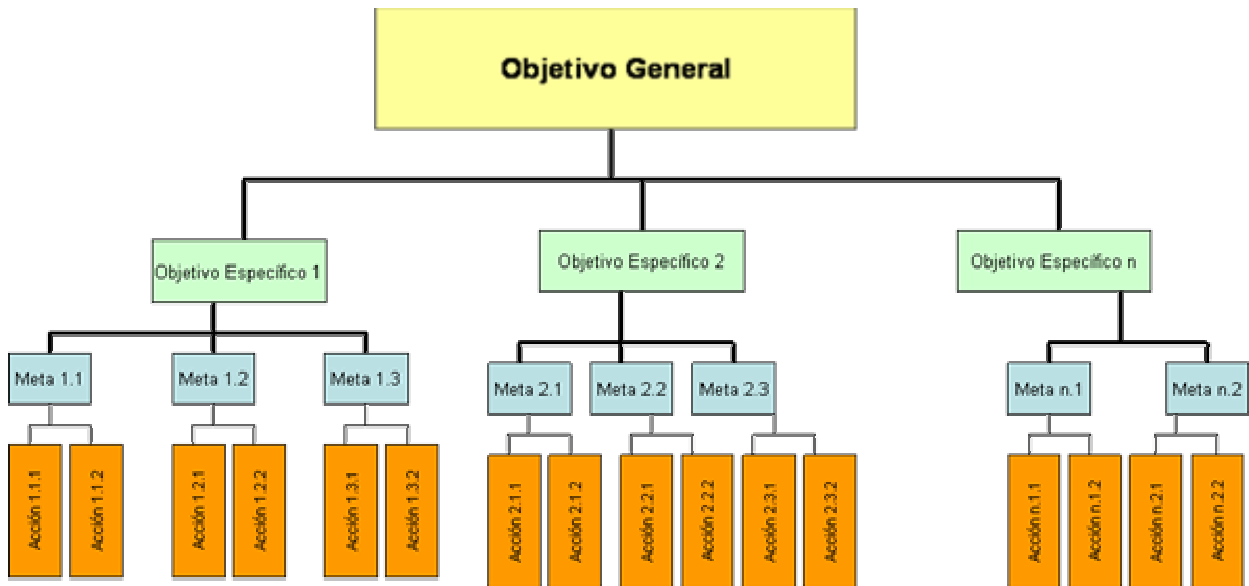 Objetivo General
Objetivo Específico 1
Objetivo Específico 2
Objetivo Específico n
Meta 1.1
Meta 1.2
Meta 1.3
Meta 2.1
Meta 2.2
Meta 2.3
Meta n.1
Meta n.2
Acción 1.1.1
Acción 1.1.2
Acción 1.2.1
Acción 1.2.2
Acción 1.3.1
Acción 1.3.2
Acción 2.1.1
Acción 2.1.2
Acción 2.2.1
Acción 2.2.2
Acción 2.3.1
Acción 2.3.2
Acción n.1.1
Acción n.1.2
Acción n.2.1
Acción n.2.2